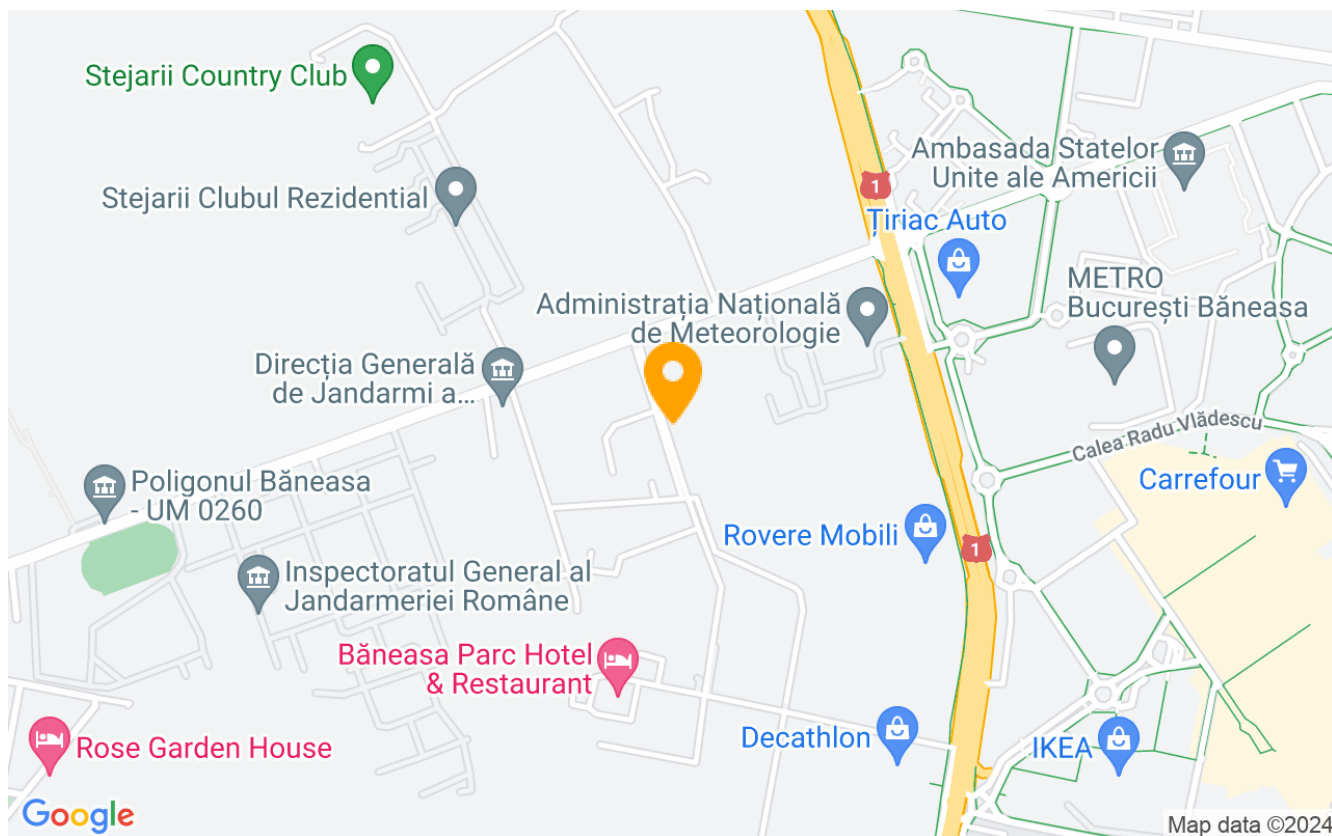 Stejarii Country Club
Ambasada Statelor
Unite ale Americii
Stejarii Clubul Rezidential
1
Țiriac Auto
METRO
București Băneasa
Administrația Națională
de Meteorologie
Direcția Generală
de Jandarmi a...
Calea Radu Vlădescu
Carrefour
Poligonul Băneasa
- UM 0260
Rovere Mobili
1
Inspectoratul General al
Jandarmeriei Române
Băneasa Parc Hotel
& Restaurant
Decathlon
IKEA
Rose Garden House
Google
Map data ©2024